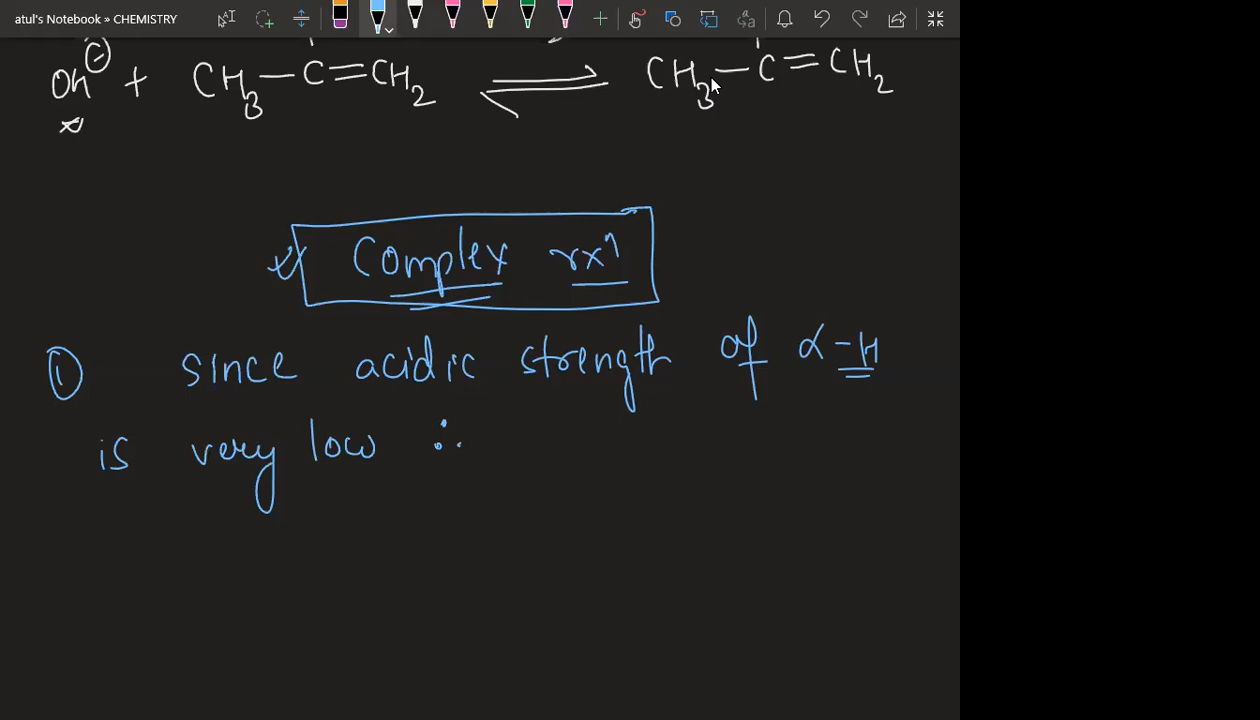 atul's Notebook » CHEMISTRY
OH⊖ + CH3—C=CH2 ⇌ CH3—C=CH2
Complex rxⁿ
① since acidic strength of α-H
is very low ∴